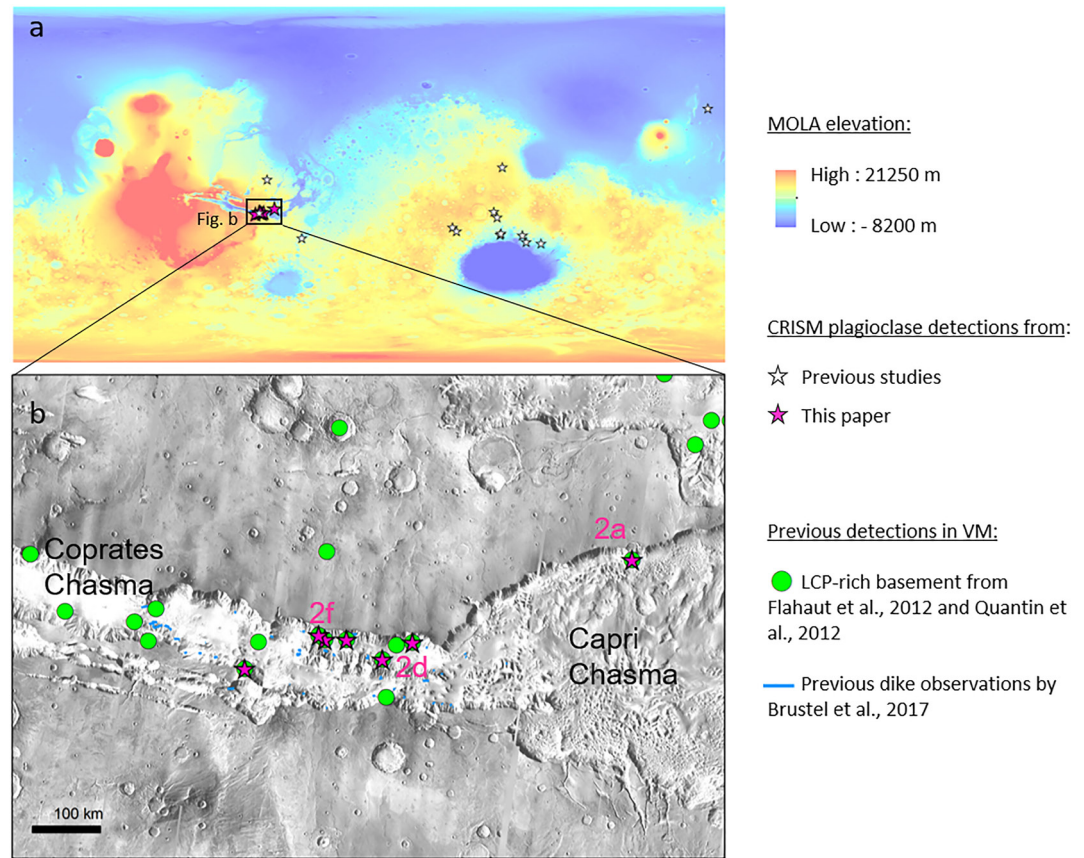 a
Fig. b
MOLA elevation:
High : 21250 m
Low : - 8200 m
CRISM plagioclase detections from:
Previous studies
This paper
b
2a
Coprates
Chasma
2f
2d
Capri
Chasma
100 km
Previous detections in VM:
LCP-rich basement from
Flahaut et al., 2012 and Quantin et
al., 2012
Previous dike observations by
Brustel et al., 2017